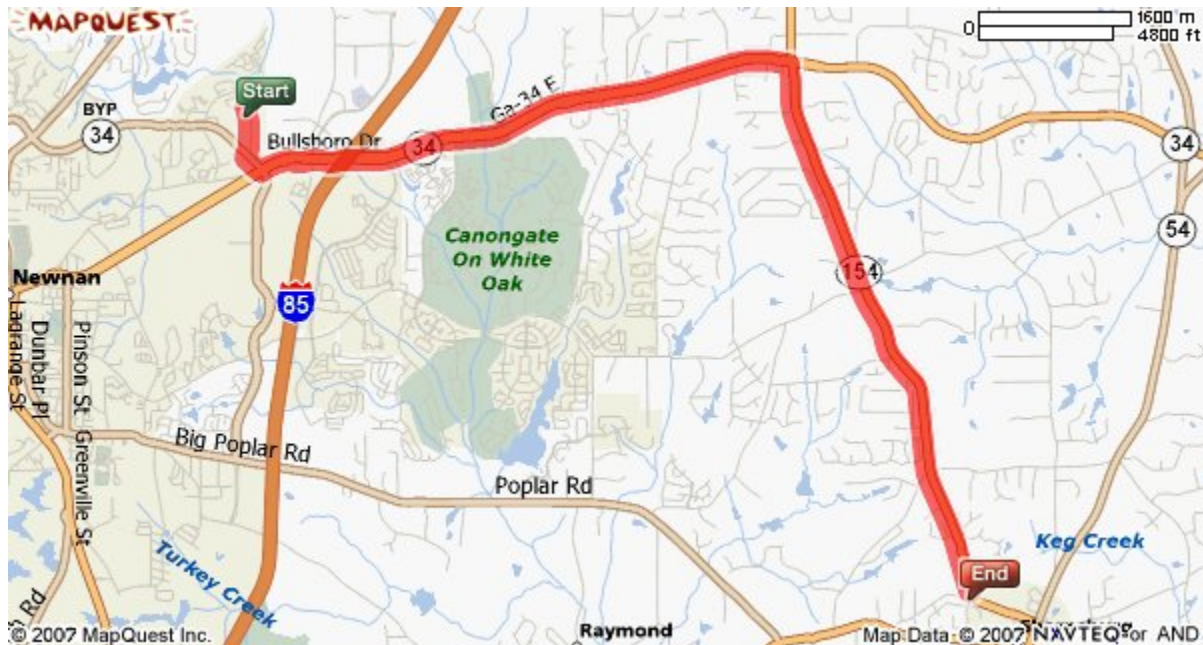 MAPQUEST
1600 m
0
4800 ft
Start
BYP
34
Bullsboro Dr
34
Ga-34 E
34
54
Canongate
On White
Oak
154
Newnan
85
Lagrange St
Dunbar Pl
Pinson St
Greenville St
Big Poplar Rd
Poplar Rd
Turkey Creek
Keg Creek
End
Rd
Raymond
© 2007 MapQuest Inc.
Map Data © 2007 NAVTEQ or AND